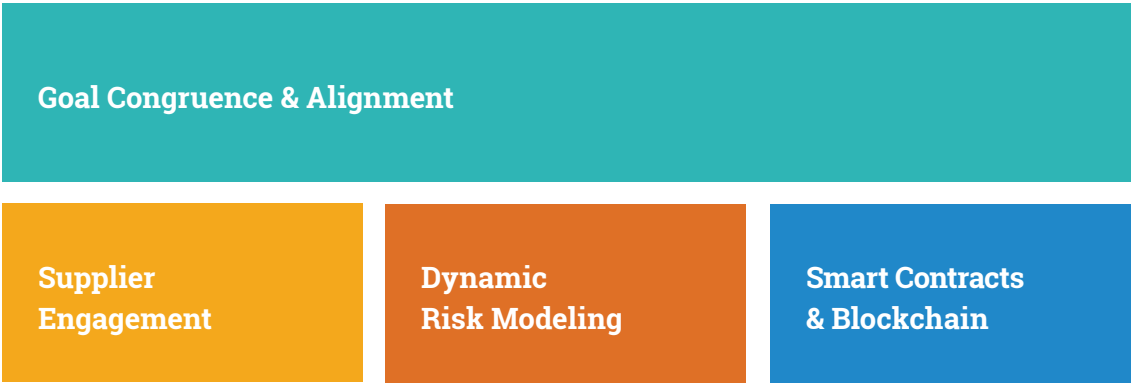 Goal Congruence & Alignment
Supplier
Engagement
Dynamic
Risk Modeling
Smart Contracts
& Blockchain